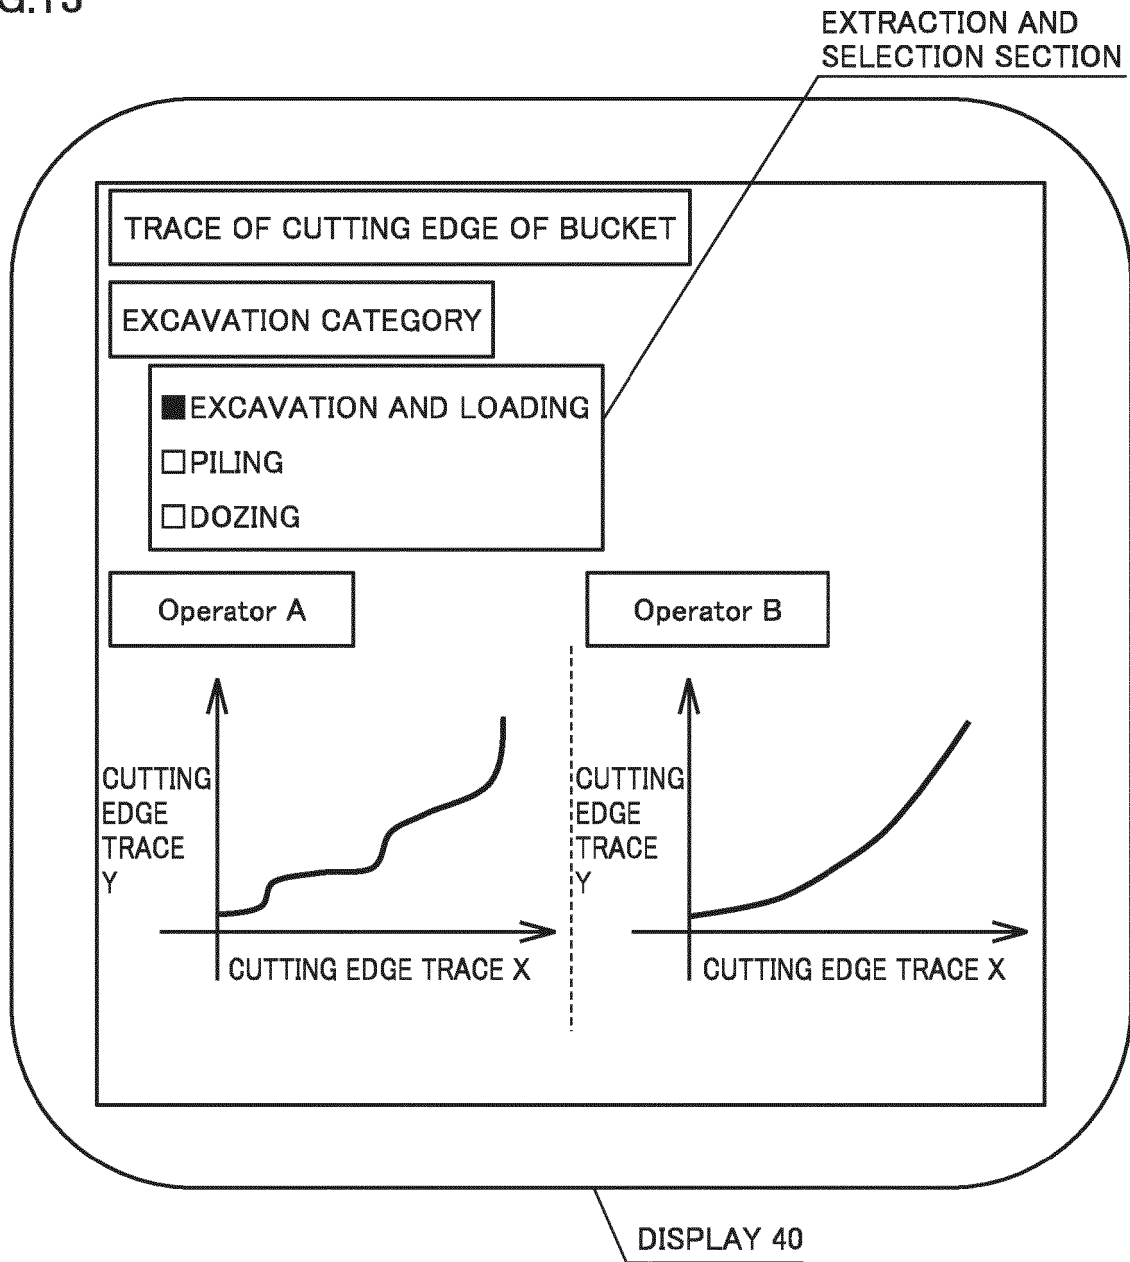 EXTRACTION AND
SELECTION SECTION
TRACE OF CUTTING EDGE OF BUCKET
EXCAVATION CATEGORY
■EXCAVATION AND LOADING
□PILING
□DOZING
Operator A
Operator B
CUTTING
EDGE
TRACE
Y
CUTTING EDGE TRACE X
CUTTING
EDGE
TRACE
Y
CUTTING EDGE TRACE X
DISPLAY 40